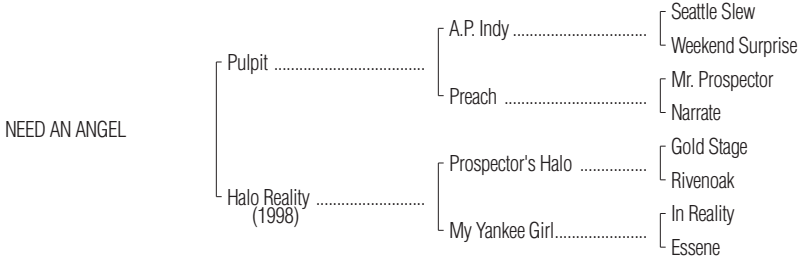 Seattle Slew
A.P. Indy ................................
Weekend Surprise
Pulpit ....................................
Mr. Prospector
Preach ..................................
Narrate
NEED AN ANGEL
Gold Stage
Prospector's Halo ................
Rivenoak
Halo Reality ..........................
(1998)
In Reality
My Yankee Girl......................
Essene